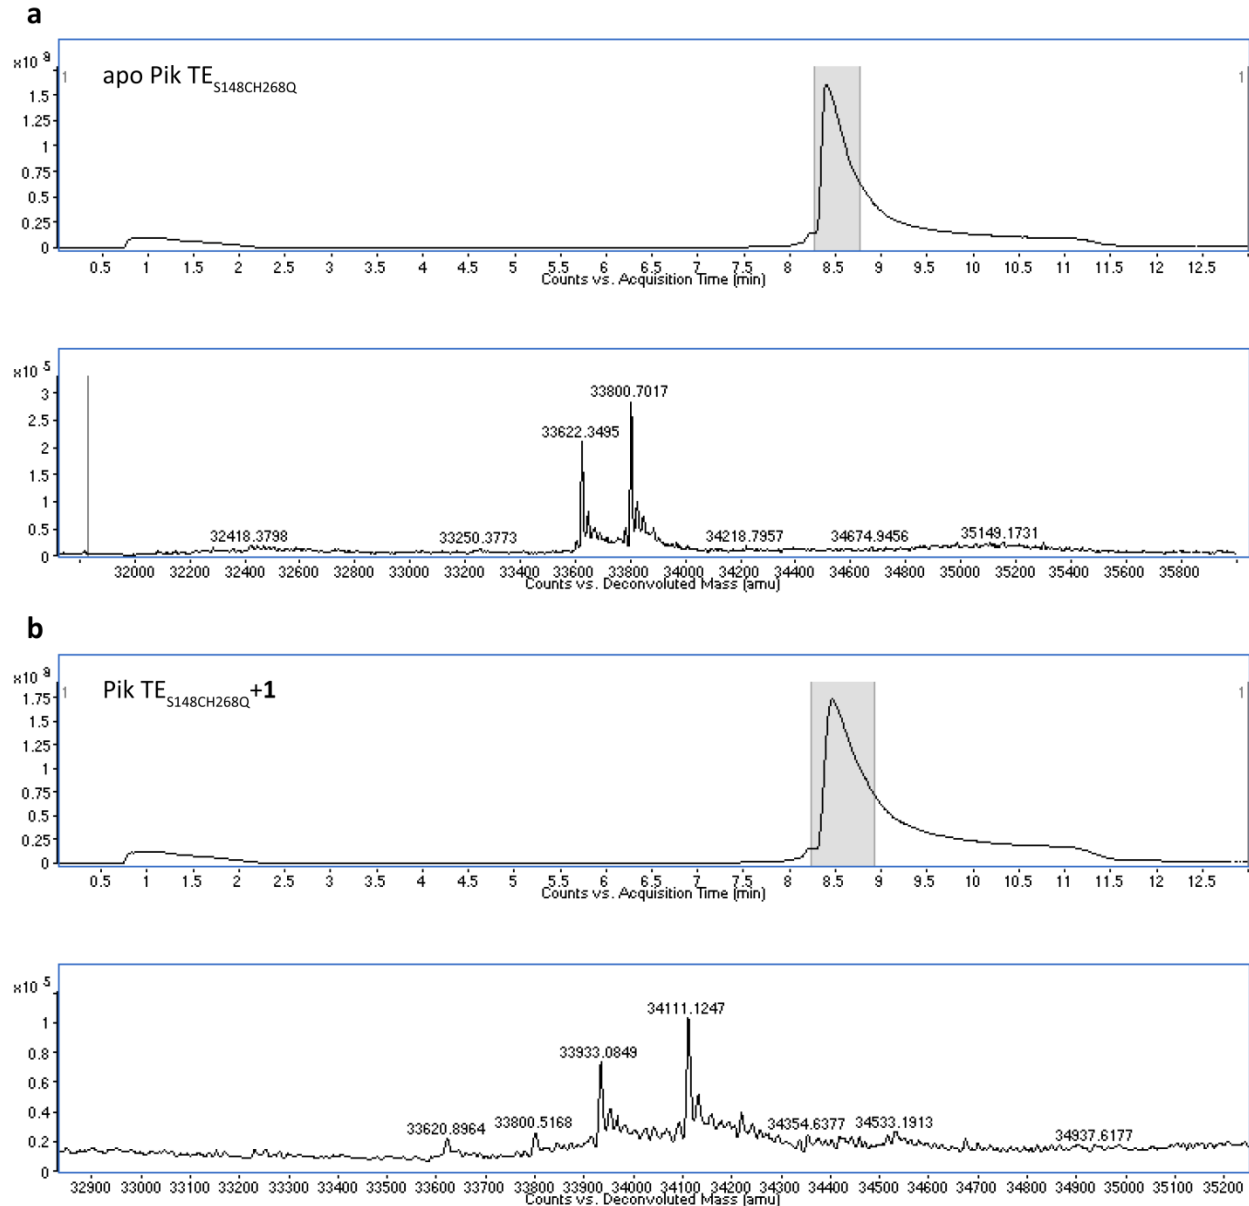 a
x10 9
1 apo Pik TE S148CH268Q 1
1.5
1.25
1
0.75
0.5
0.25
0
0.5 1 1.5 2 2.5 3 3.5 4 4.5 5 5.5 6 6.5 7 7.5 8 8.5 9 9.5 10 10.5 11 11.5 12 12.5
Counts vs. Acquisition Time (min)
x10 5
3
33800.7017
2.5
33622.3495
2
1.5
1
0.5
32418.3798 33250.3773 34218.7957 34674.9456 35149.1731
0
32000 32200 32400 32600 32800 33000 33200 33400 33600 33800 34000 34200 34400 34600 34800 35000 35200 35400 35600 35800
Counts vs. Deconvoluted Mass (amu)
b
x10 9
1.75
1 Pik TE S148CH268Q+1 1
1.5
1.25
1
0.75
0.5
0.25
0
0.5 1 1.5 2 2.5 3 3.5 4 4.5 5 5.5 6 6.5 7 7.5 8 8.5 9 9.5 10 10.5 11 11.5 12 12.5
Counts vs. Acquisition Time (min)
x10 5
34111.1247
1
33933.0849
0.8
0.6
0.4
33620.8964 33800.5168 34354.6377 34533.1913 34937.6177
0.2
0
32900 33000 33100 33200 33300 33400 33500 33600 33700 33800 33900 34000 34100 34200 34300 34400 34500 34600 34700 34800 34900 35000 35100 35200
Counts vs. Deconvoluted Mass (amu)